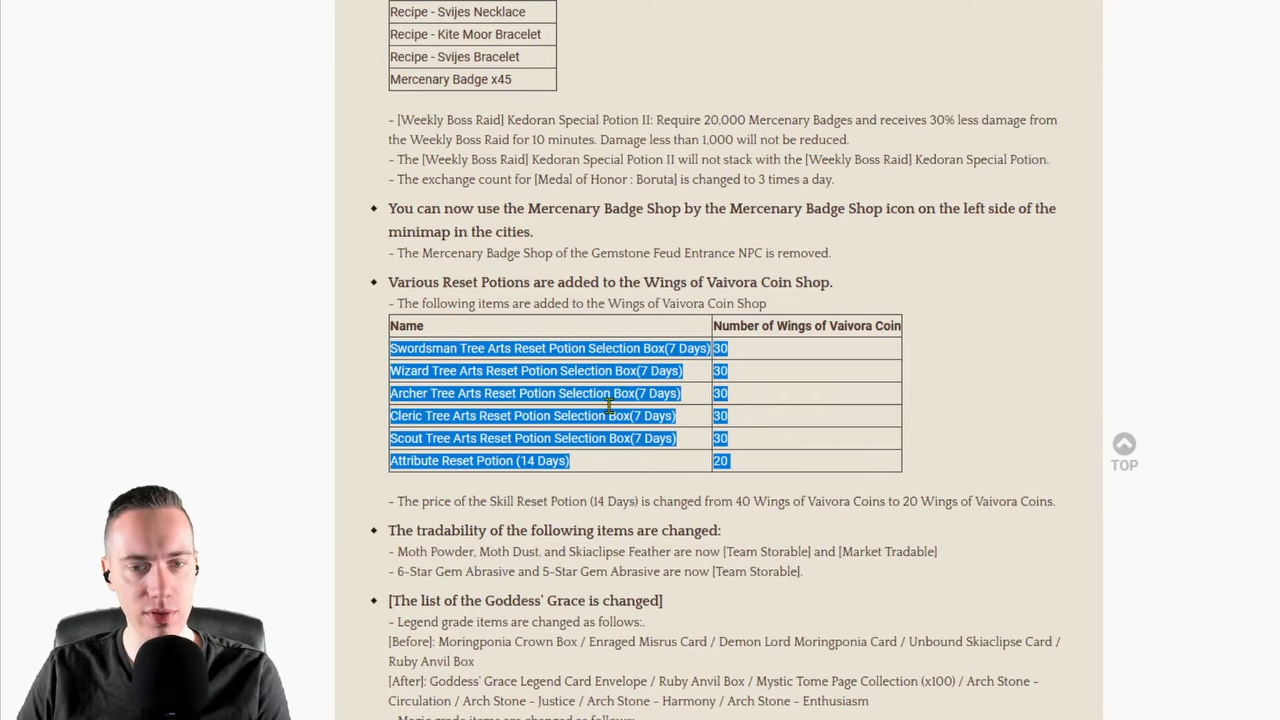 Recipe - Svijes Necklace
Recipe - Kite Moor Bracelet
Recipe - Svijes Bracelet
Mercenary Badge x45
- [Weekly Boss Raid] Kedoran Special Potion II: Require 20,000 Mercenary Badges and receives 30% less damage from
the Weekly Boss Raid for 10 minutes. Damage less than 1,000 will not be reduced.
- The [Weekly Boss Raid] Kedoran Special Potion II will not stack with the [Weekly Boss Raid] Kedoran Special Potion.
- The exchange count for [Medal of Honor : Boruta] is changed to 3 times a day.
You can now use the Mercenary Badge Shop by the Mercenary Badge Shop icon on the left side of the
minimap in the cities.
- The Mercenary Badge Shop of the Gemstone Feud Entrance NPC is removed.
Various Reset Potions are added to the Wings of Vaivora Coin Shop.
- The following items are added to the Wings of Vaivora Coin Shop
Name Number of Wings of Vaivora Coin
Swordsman Tree Arts Reset Potion Selection Box(7 Days) 30
Wizard Tree Arts Reset Potion Selection Box(7 Days) 30
Archer Tree Arts Reset Potion Selection Box(7 Days) 30
Cleric Tree Arts Reset Potion Selection Box(7 Days) 30
Scout Tree Arts Reset Potion Selection Box(7 Days) 30
Attribute Reset Potion (14 Days) 20
TOP
- The price of the Skill Reset Potion (14 Days) is changed from 40 Wings of Vaivora Coins to 20 Wings of Vaivora Coins.
The tradability of the following items are changed:
- Moth Powder, Moth Dust, and Skiaclipse Feather are now [Team Storable] and [Market Tradable]
- 6-Star Gem Abrasive and 5-Star Gem Abrasive are now [Team Storable].
[The list of the Goddess' Grace is changed]
- Legend grade items are changed as follows:.
[Before]: Moringponia Crown Box / Enraged Misrus Card / Demon Lord Moringponia Card / Unbound Skiaclipse Card /
Ruby Anvil Box
[After]: Goddess' Grace Legend Card Envelope / Ruby Anvil Box / Mystic Tome Page Collection (x100) / Arch Stone -
Circulation / Arch Stone - Justice / Arch Stone - Harmony / Arch Stone - Enthusiasm
- Magic grade items are changed as follows: